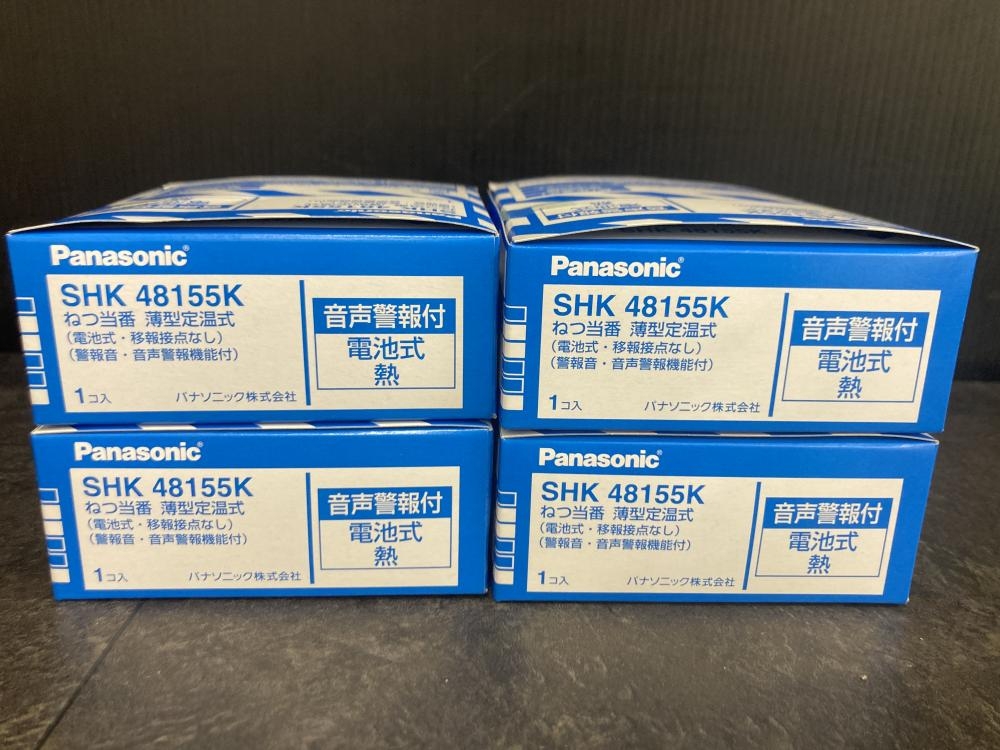 Panasonic®
SHK 48155K
ねつ当番 薄型定温式
(電池式・移報接点なし)
(警報音・音声警報機能付)
1コ入 パナソニック株式会社
音声警報付
電池式
熱
SHK 48155K
Panasonic®
SHK 48155K
ねつ当番 薄型定温式
(電池式・移報接点なし)
(警報音・音声警報機能付)
1コ入 パナソニック株式会社
音声警報付
電池式
熱
Panasonic®
SHK 48155K
ねつ当番 薄型定温式
(電池式・移報接点なし)
(警報音・音声警報機能付)
1コ入 パナソニック株式会社
音声警報付
電池式
熱
Panasonic®
SHK 48155K
ねつ当番 薄型定温式
(電池式・移報接点なし)
(警報音・音声警報機能付)
1コ入 パナソニック株式会社
音声警報付
電池式
熱